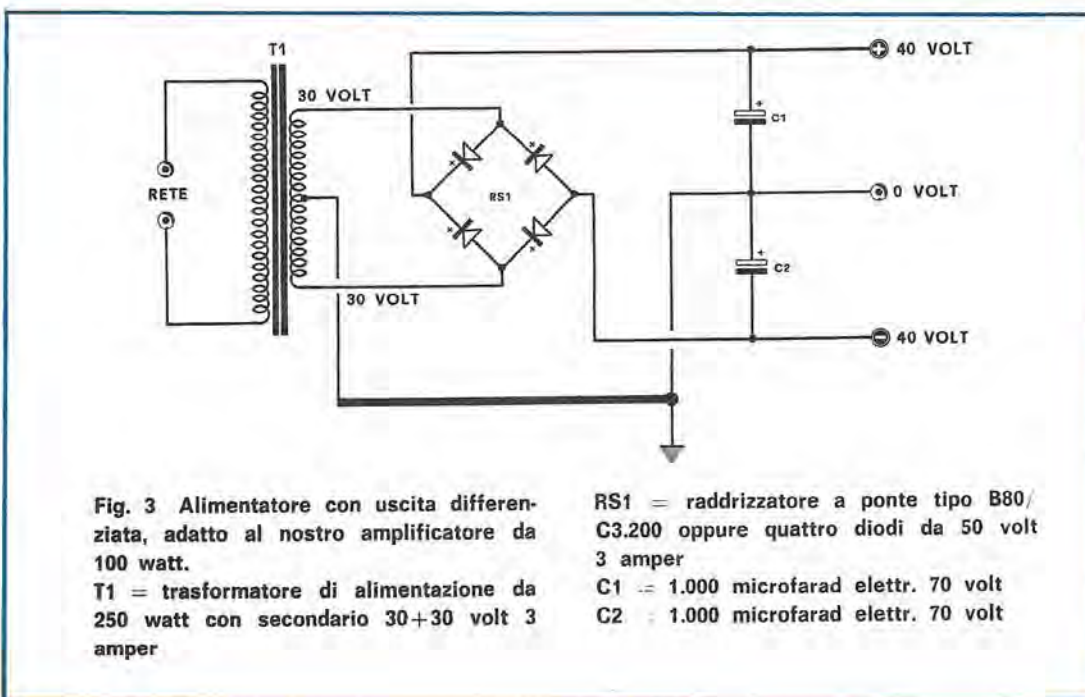 T1
30 VOLT
RETE
30 VOLT
RS1
+
+
+
+
+ 40 VOLT
+
C1
0 VOLT
+
C2
- 40 VOLT
Fig. 3 Alimentatore con uscita differen-
ziata, adatto al nostro amplificatore da
100 watt.
T1 = trasformatore di alimentazione da
250 watt con secondario 30+30 volt 3
amper
RS1 = raddrizzatore a ponte tipo B80/
C3.200 oppure quattro diodi da 50 volt
3 amper
C1 = 1.000 microfarad elettr. 70 volt
C2 = 1.000 microfarad elettr. 70 volt